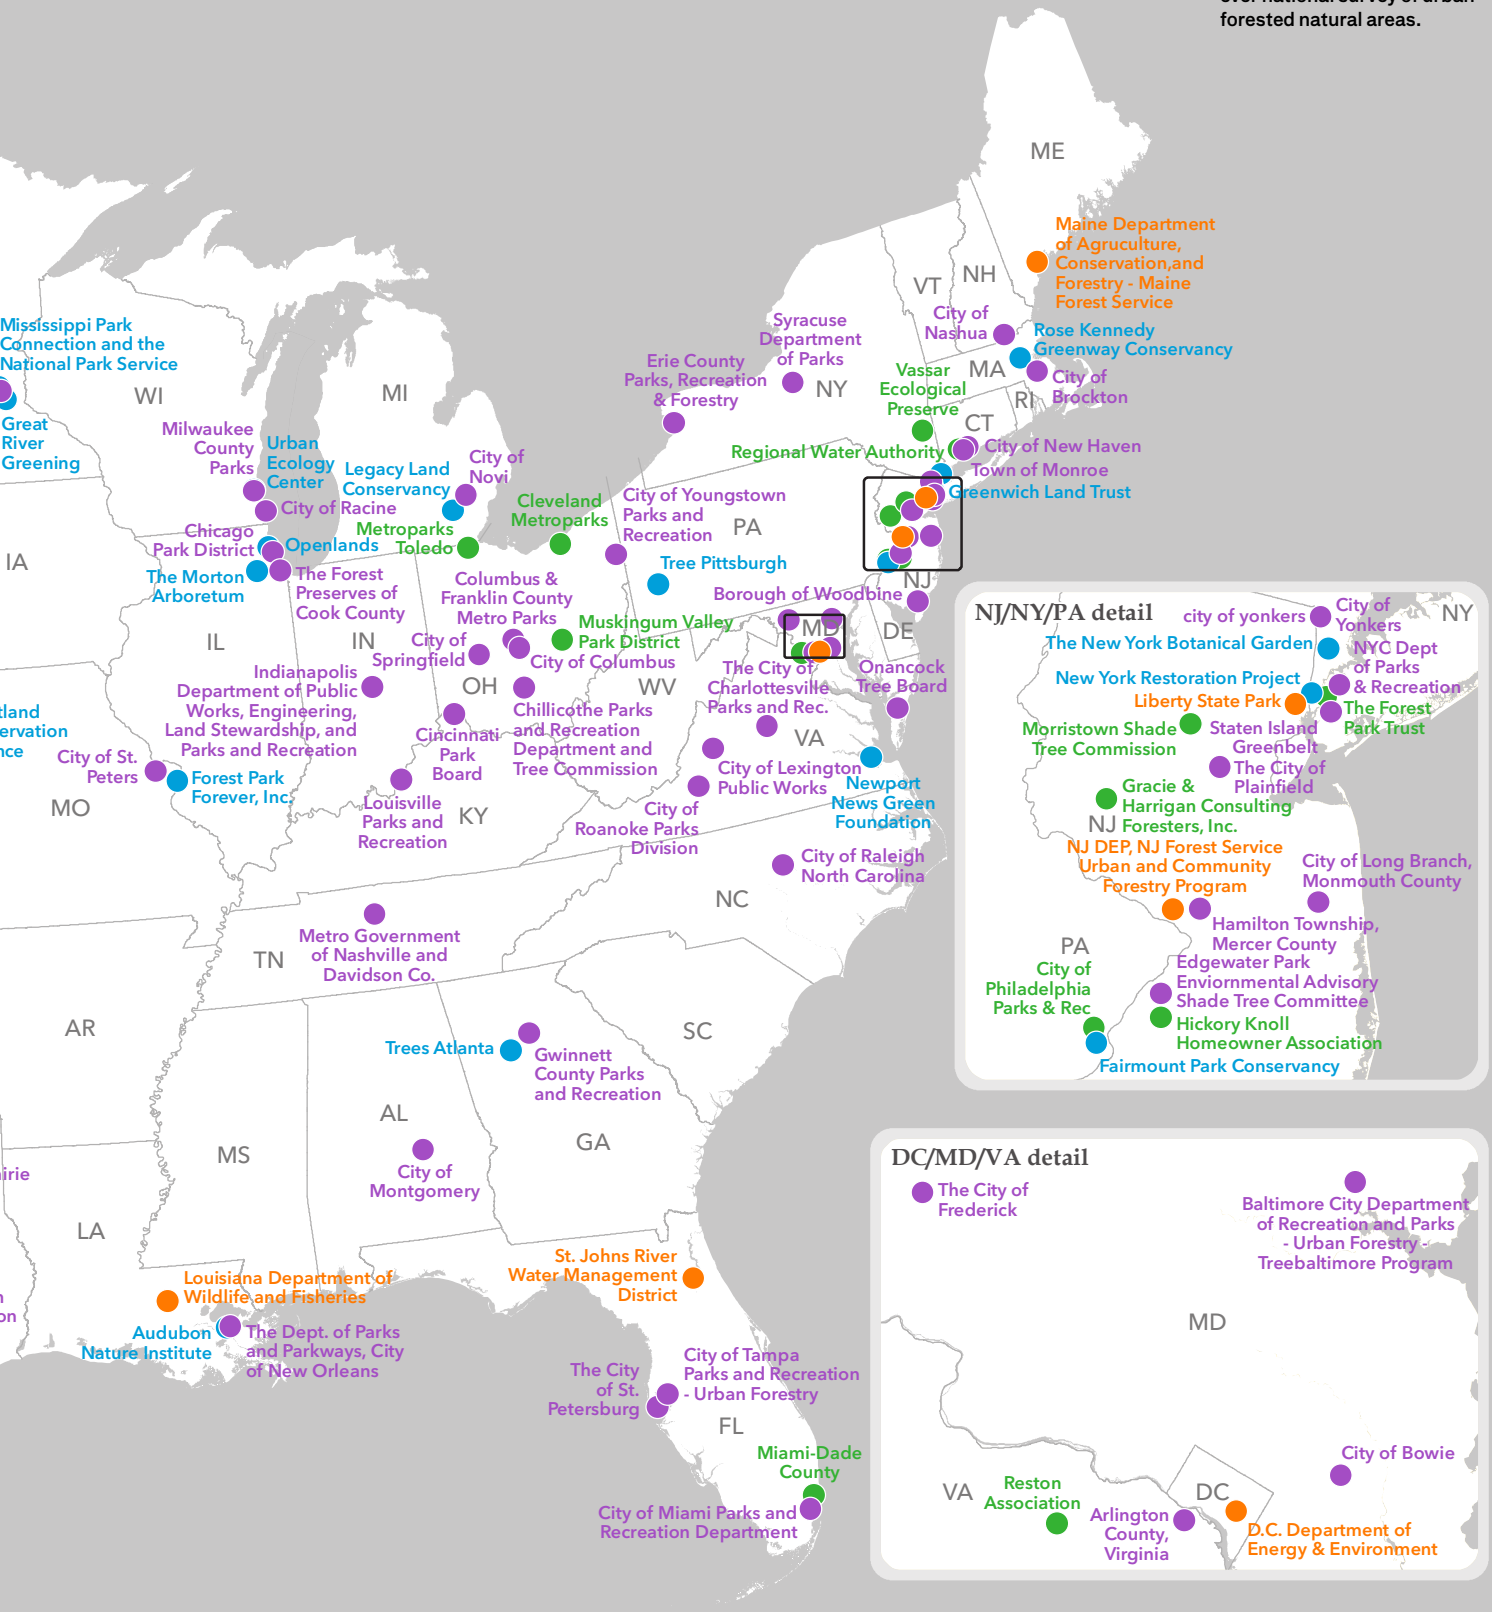 forested natural areas.
ME
Maine Department
of Agruculture,
Conservation,and
Forestry - Maine
Forest Service
VT
NH
City of
Nashua
Rose Kennedy
Greenway Conservancy
MA
City of
Brockton
RI
CT
Syracuse
Department
of Parks
NY
Erie County
Parks, Recreation
& Forestry
Vassar
Ecological
Preserve
Regional Water Authority
City of New Haven
Town of Monroe
Greenwich Land Trust
Mississippi Park
Connection and the
National Park Service
WI
MI
Great
River
Greening
Milwaukee
County
Parks
Urban
Ecology
Center
Legacy Land
Conservancy
City of
Novi
City of Racine
Chicago
Park District
Openlands
Metroparks
Toledo
Cleveland
Metroparks
City of Youngstown
Parks and
Recreation
PA
IA
The Morton
Arboretum
The Forest
Preserves of
Cook County
Tree Pittsburgh
Columbus &
Franklin County
Metro Parks
Borough of Woodbine
NJ
IL
IN
City of
Springfield
Muskingum Valley
Park District
City of Columbus
MD
DE
OH
WV
Indianapolis
Department of Public
Works, Engineering,
Land Stewardship, and
Parks and Recreation
The City of
Charlottesville
Parks and Rec.
Onancock
Tree Board
Chillicothe Parks
and Recreation
Department and
Tree Commission
Cincinnati
Park
Board
VA
tland
ervation
nce
City of St.
Peters
Forest Park
Forever, Inc.
City of Lexington
Public Works
Newport
News Green
Foundation
MO
Louisville
Parks and
Recreation
KY
City of
Roanoke Parks
Division
City of Raleigh
North Carolina
NC
Metro Government
of Nashville and
Davidson Co.
TN
AR
SC
Trees Atlanta
Gwinnett
County Parks
and Recreation
AL
GA
MS
City of
Montgomery
irie
LA
St. Johns River
Water Management
District
Louisiana Department of
Wildlife and Fisheries
n
on
Audubon
Nature Institute
The Dept. of Parks
and Parkways, City
of New Orleans
The City
of St.
Petersburg
City of Tampa
Parks and Recreation
- Urban Forestry
FL
Miami-Dade
County
City of Miami Parks and
Recreation Department
NJ/NY/PA detail
city of yonkers
City of
Yonkers
NY
The New York Botanical Garden
NYC Dept
of Parks
& Recreation
New York Restoration Project
Liberty State Park
The Forest
Park Trust
Morristown Shade
Tree Commission
Staten Island
Greenbelt
The City of
Plainfield
Gracie &
Harrigan Consulting
Foresters, Inc.
NJ
NJ DEP, NJ Forest Service
Urban and Community
Forestry Program
City of Long Branch,
Monmouth County
Hamilton Township,
Mercer County
PA
City of
Philadelphia
Parks & Rec
Edgewater Park
Enviornmental Advisory
Shade Tree Committee
Hickory Knoll
Homeowner Association
Fairmount Park Conservancy
DC/MD/VA detail
The City of
Frederick
Baltimore City Department
of Recreation and Parks
- Urban Forestry -
Treebaltimore Program
MD
City of Bowie
VA
Reston
Association
DC
Arlington
County,
Virginia
D.C. Department of
Energy & Environment